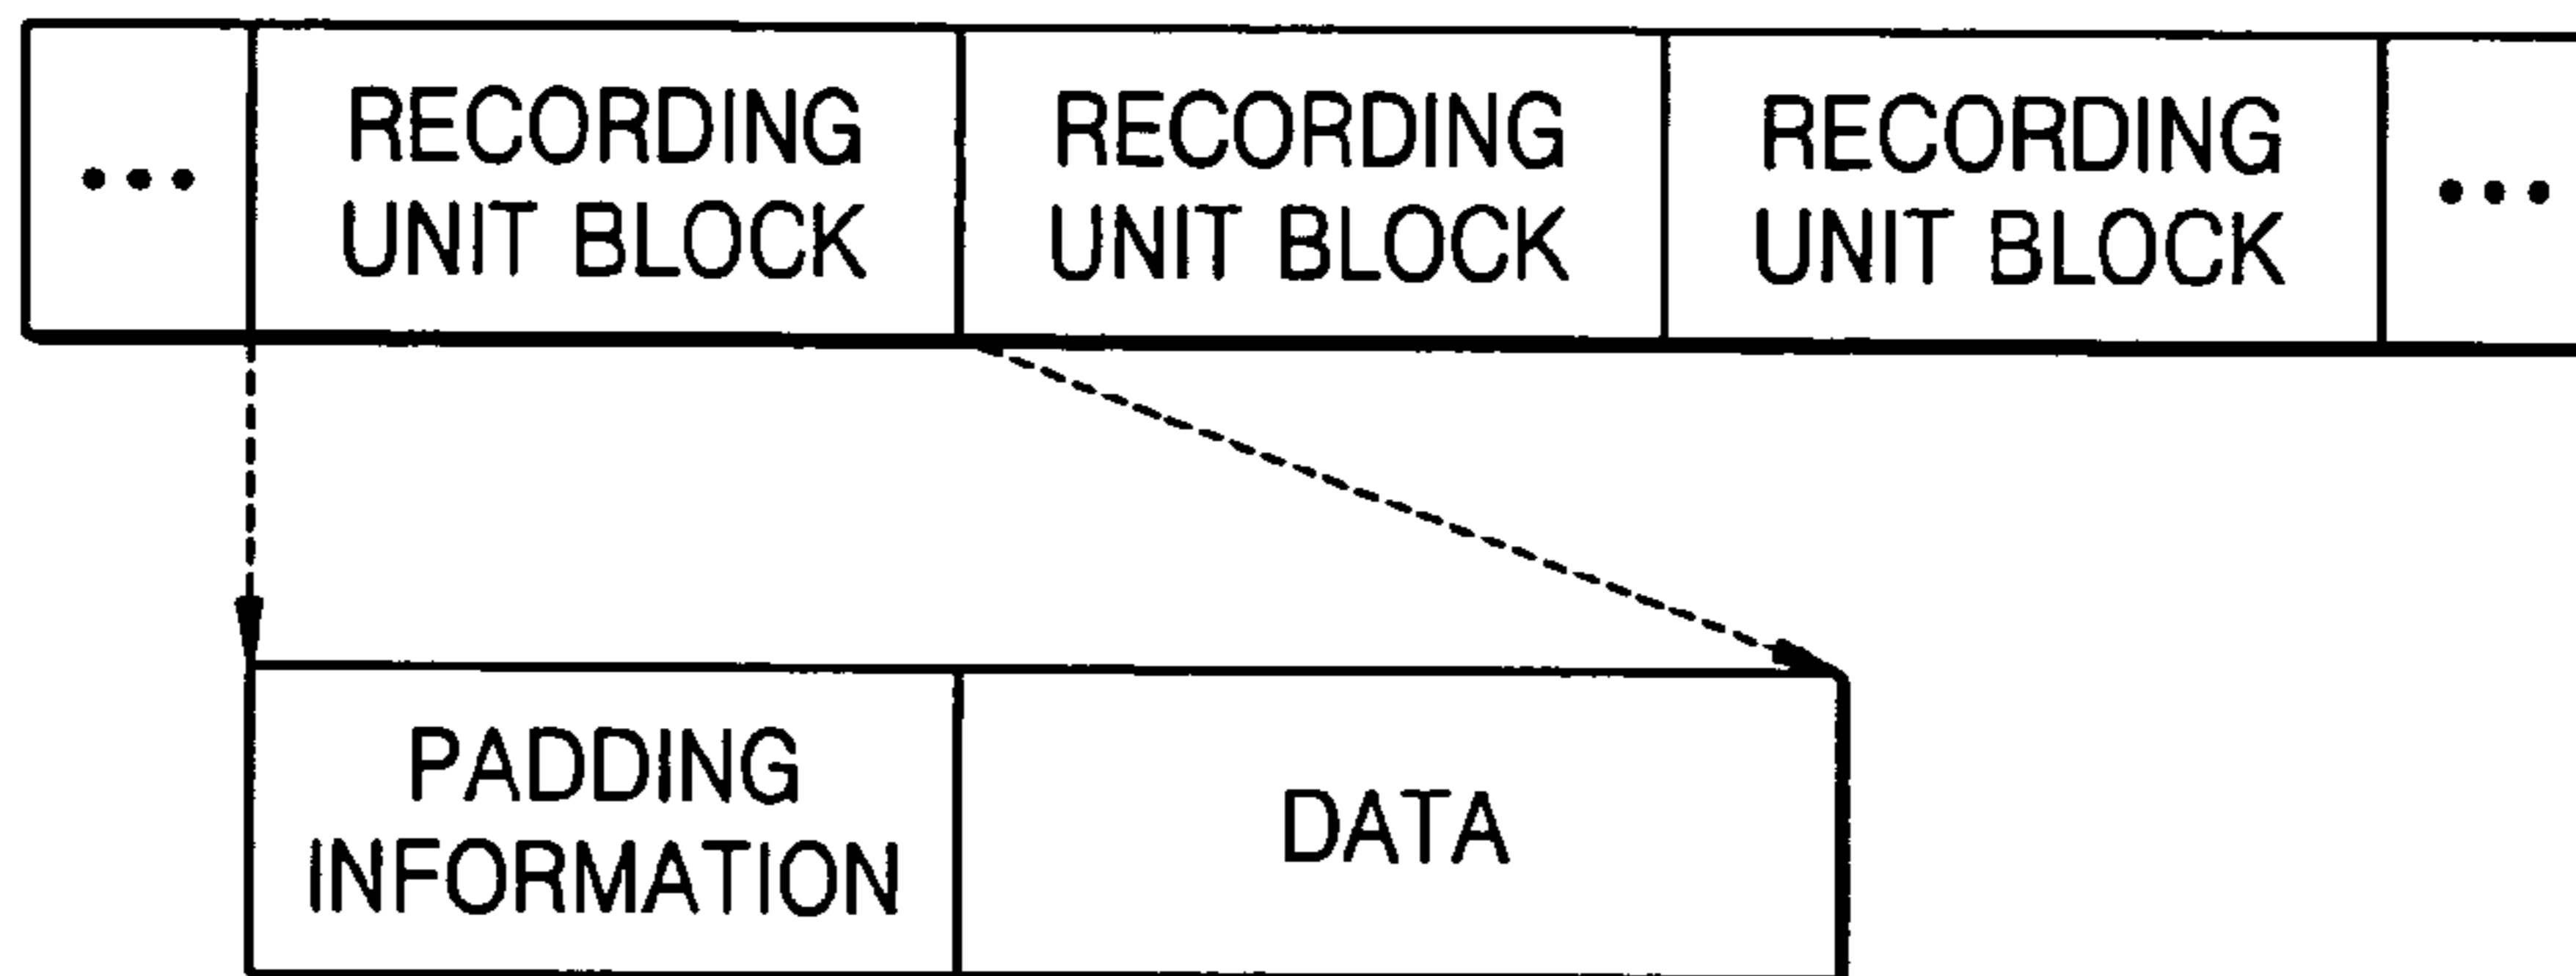 ... RECORDING RECORDING RECORDING ...
UNIT BLOCK UNIT BLOCK UNIT BLOCK
PADDING
INFORMATION
DATA